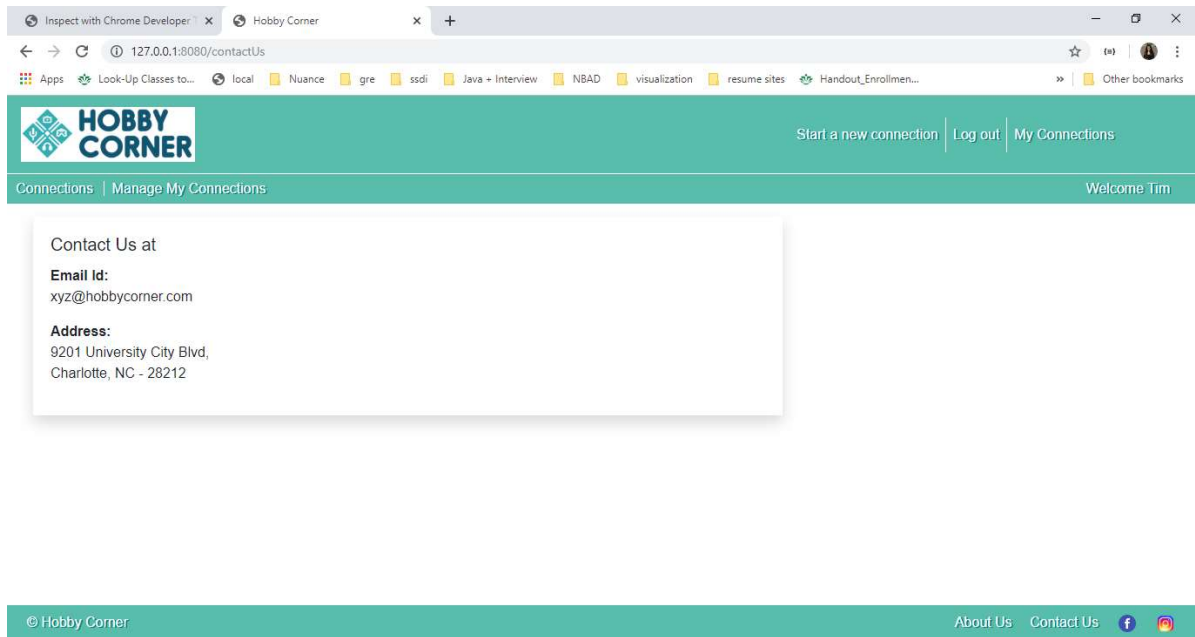 Inspect with Chrome Developer T
Hobby Corner
127.0.0.1:8080/contactUs
Apps Look-Up Classes to... local Nuance gre ssdi Java + Interview NBAD visualization resume sites Handout_Enrollmen... » Other bookmarks
HOBBY
CORNER
Start a new connection Log out My Connections
Connections | Manage My Connections Welcome Tim
Contact Us at
Email Id:
xyz@hobbycorner.com
Address:
9201 University City Blvd,
Charlotte, NC - 28212
© Hobby Corner About Us Contact Us